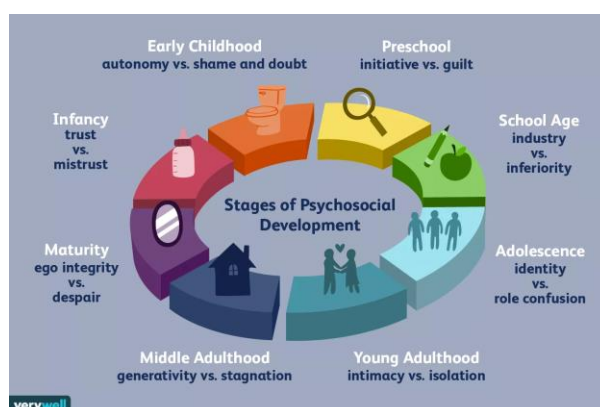 Early Childhood
autonomy vs. shame and doubt
Preschool
initiative vs. guilt
Infancy
trust
vs.
mistrust
School Age
industry
vs.
inferiority
Stages of Psychosocial
Development
Maturity
ego integrity
vs.
despair
Adolescence
identity
vs.
role confusion
Middle Adulthood
generativity vs. stagnation
Young Adulthood
intimacy vs. isolation
verywell